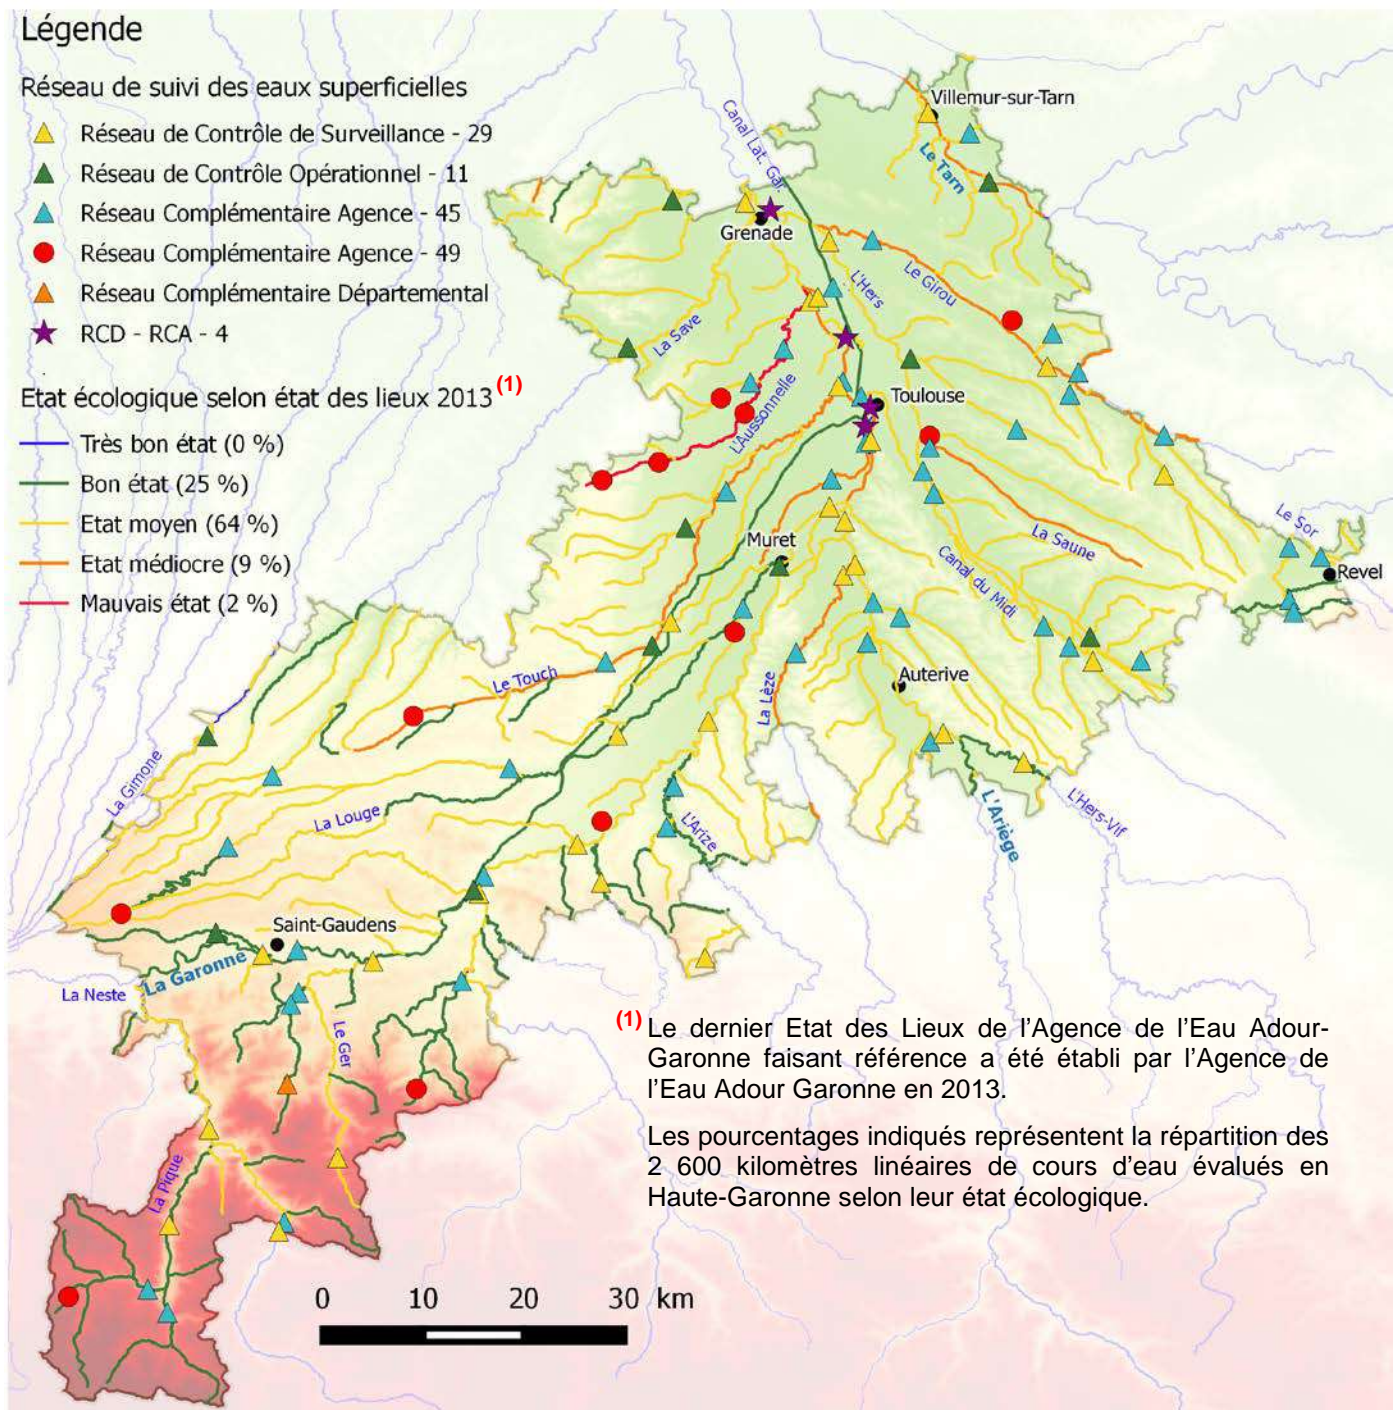 Légende
Réseau de suivi des eaux superficielles
Réseau de Contrôle de Surveillance - 29
Réseau de Contrôle Opérationnel - 11
Réseau Complémentaire Agence - 45
Réseau Complémentaire Agence - 49
Réseau Complémentaire Départemental
RCD - RCA - 4
Etat écologique selon état des lieux 2013 (1)
Très bon état (0 %)
Bon état (25 %)
Etat moyen (64 %)
Etat médiocre (9 %)
Mauvais état (2 %)
Villemur-sur-Tarn
Canal Lat. Gar.
Le Tarn
Grenade
L'Hers
Le Girou
La Save
L'Aussonnelle
Toulouse
Le Sor
La Saune
Muret
Canal du Midi
Revel
Le Touch
La Lèze
Auterive
La Gimone
La Louge
L'Arize
L'Ariège
L'Hers-Vif
Saint-Gaudens
La Garonne
La Neste
Le Ger
La Pique
(1) Le dernier Etat des Lieux de l'Agence de l'Eau Adour-
Garonne faisant référence a été établi par l'Agence de
l'Eau Adour Garonne en 2013.
Les pourcentages indiqués représentent la répartition des
2 600 kilomètres linéaires de cours d'eau évalués en
Haute-Garonne selon leur état écologique.
0 10 20 30 km